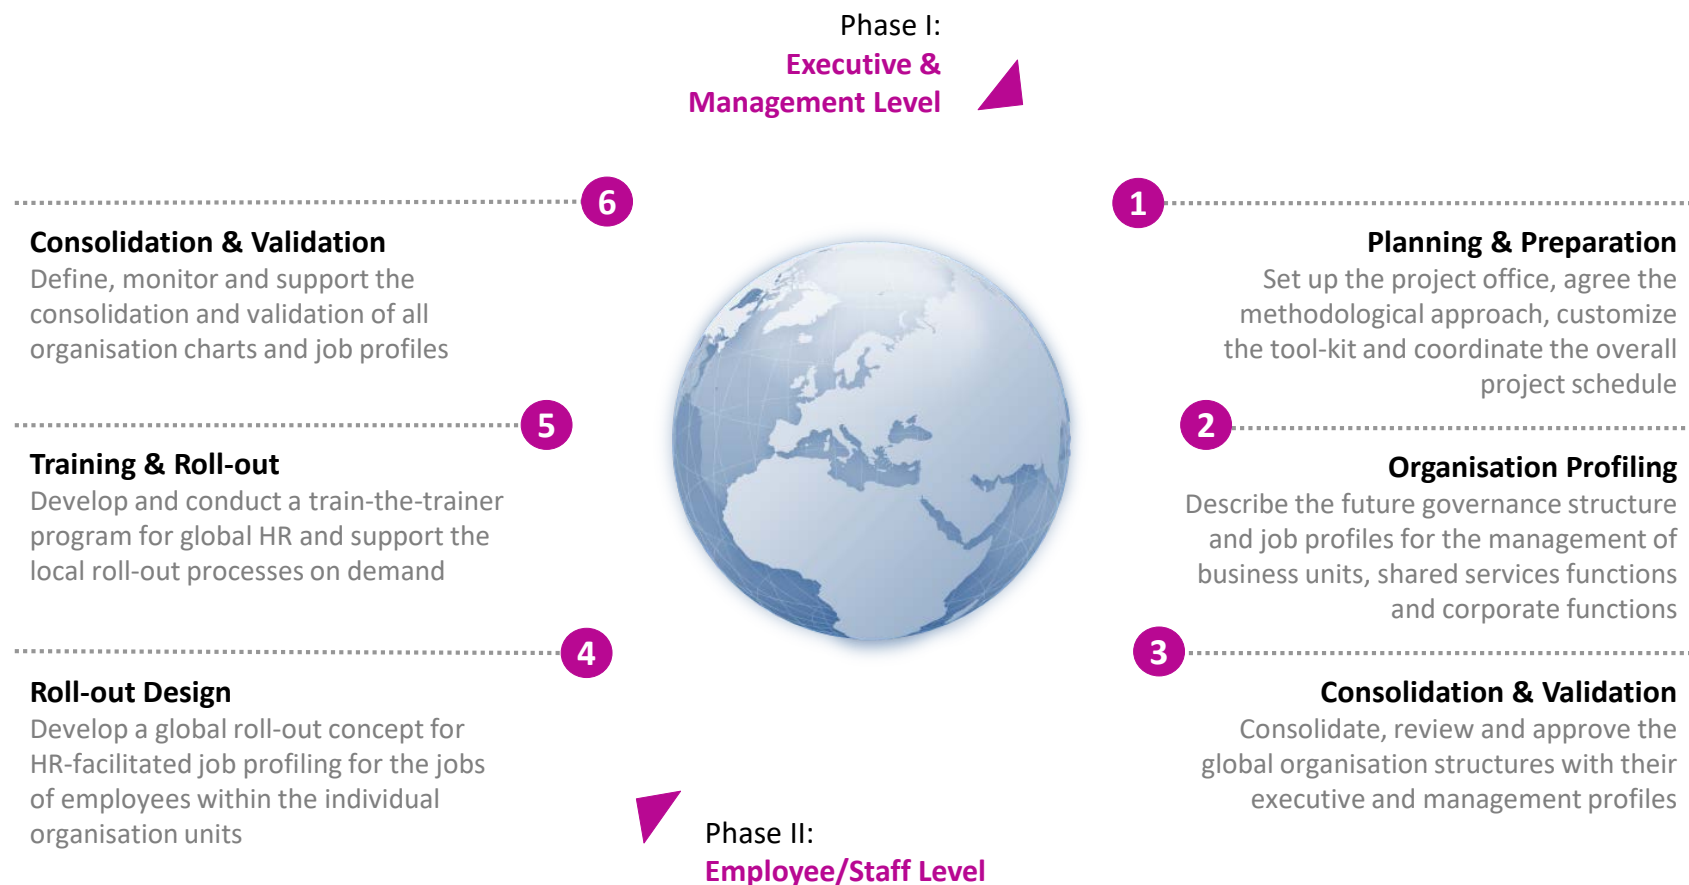 Phase I:
Executive &
Management Level
1
Planning & Preparation
Set up the project office, agree the
methodological approach, customize
the tool-kit and coordinate the overall
project schedule
2
Organisation Profiling
Describe the future governance structure
and job profiles for the management of
business units, shared services functions
and corporate functions
3
Consolidation & Validation
Consolidate, review and approve the
global organisation structures with their
executive and management profiles
Phase II:
Employee/Staff Level
4
Roll-out Design
Develop a global roll-out concept for
HR-facilitated job profiling for the jobs
of employees within the individual
organisation units
5
Training & Roll-out
Develop and conduct a train-the-trainer
program for global HR and support the
local roll-out processes on demand
6
Consolidation & Validation
Define, monitor and support the
consolidation and validation of all
organisation charts and job profiles